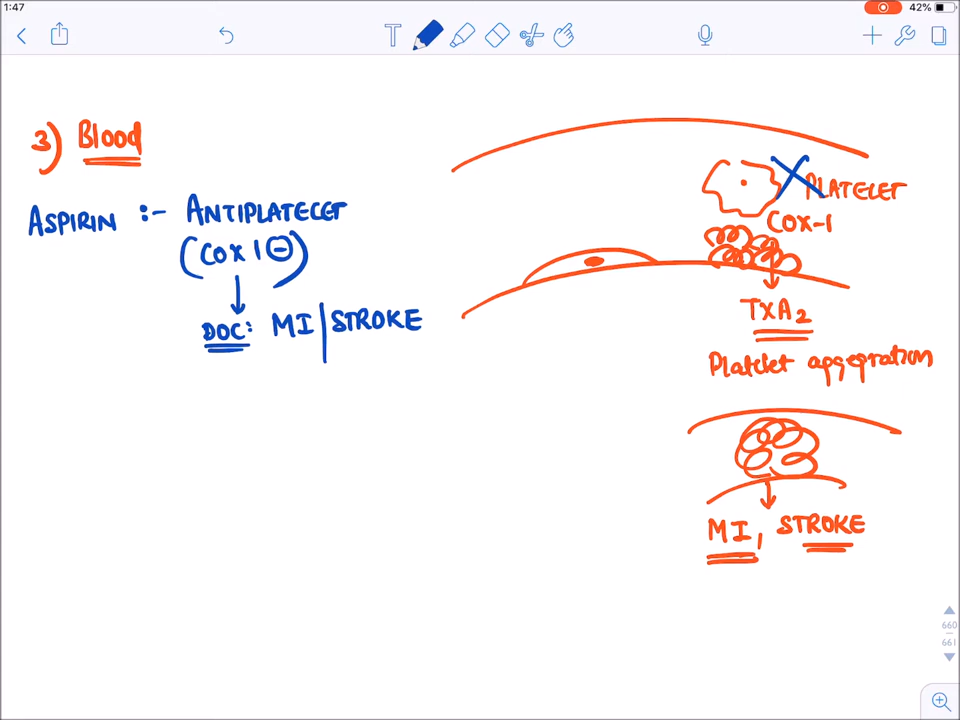 1:47
42%
T
3) Blood
ASPIRIN :- ANTIPLATELET
(COX 1 ⊖)
↓
DOC: MI | STROKE
PLATELET
COX-1
↓
TXA2
Platelet aggegration
↓
MI, STROKE
660
661